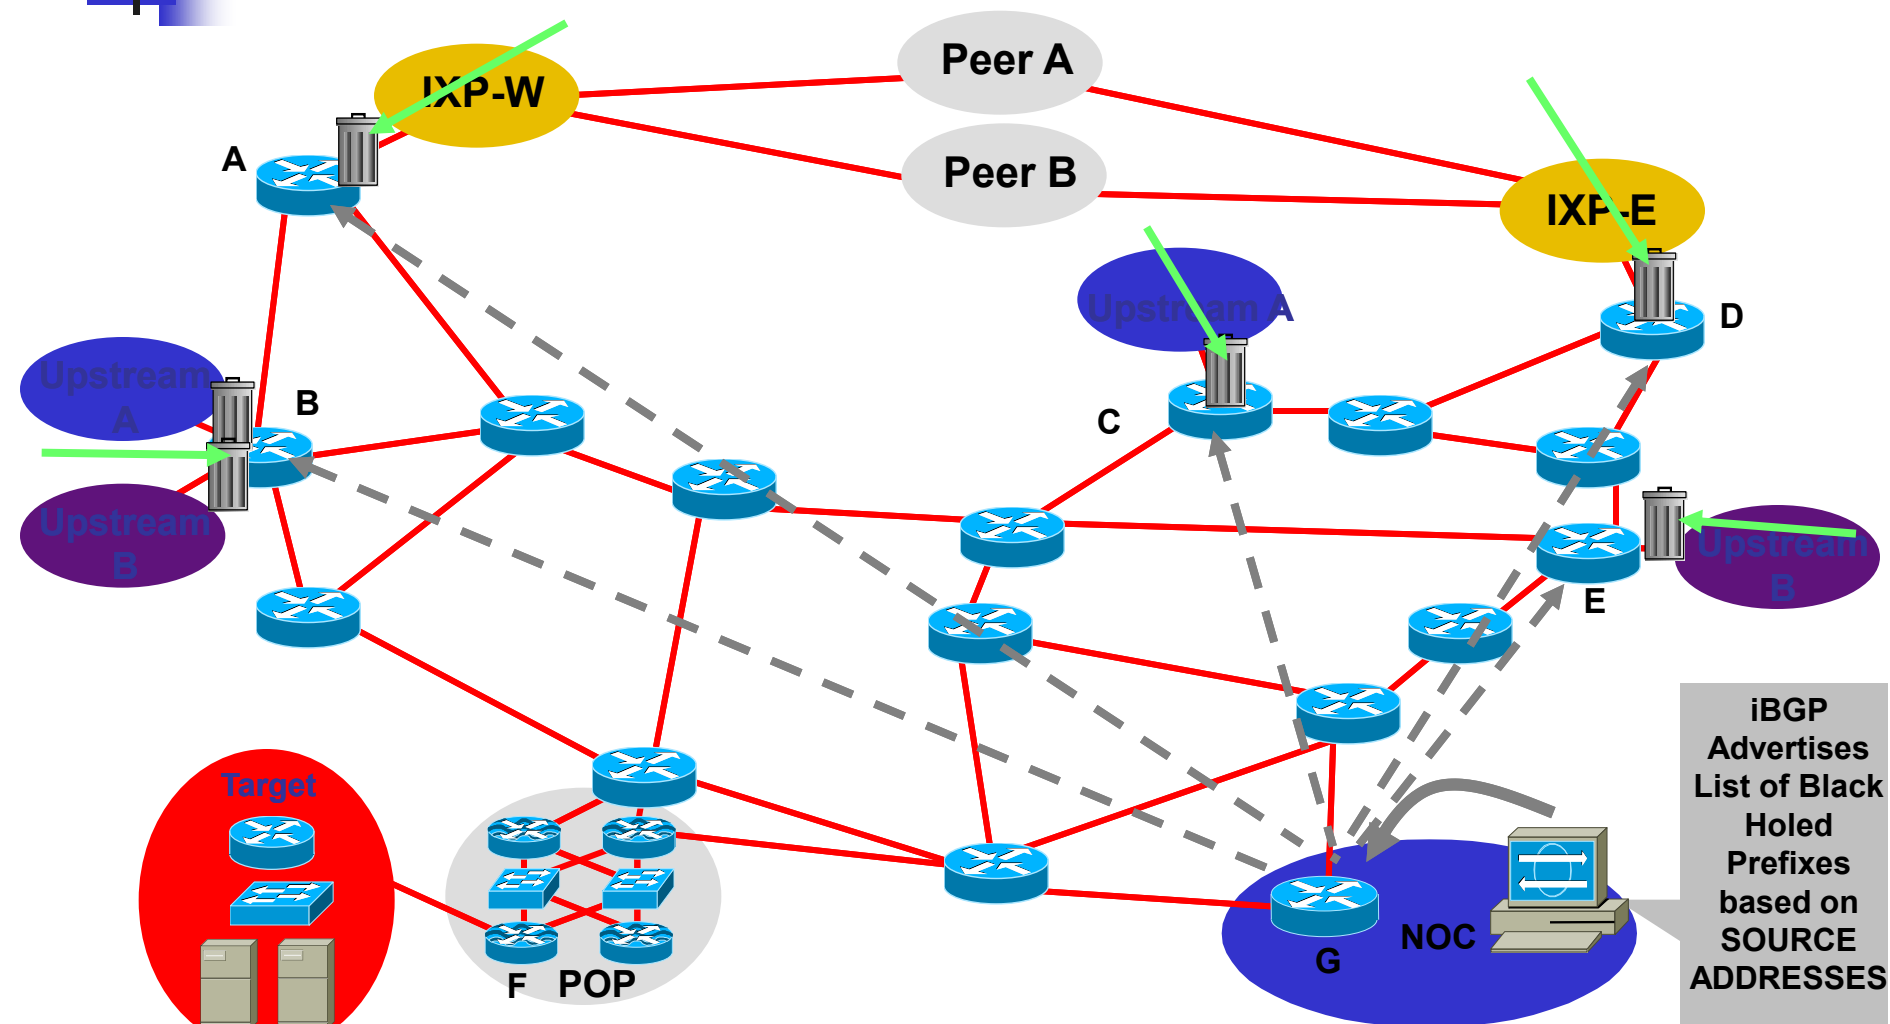 IXP-W
Peer A
Peer B
A
IXP-E
Upstream A
D
Upstream
A
B
C
Upstream
B
Upstream
B
E
iBGP
Advertises
List of Black
Holed
Prefixes
based on
SOURCE
ADDRESSES
Target
NOC
G
F
POP